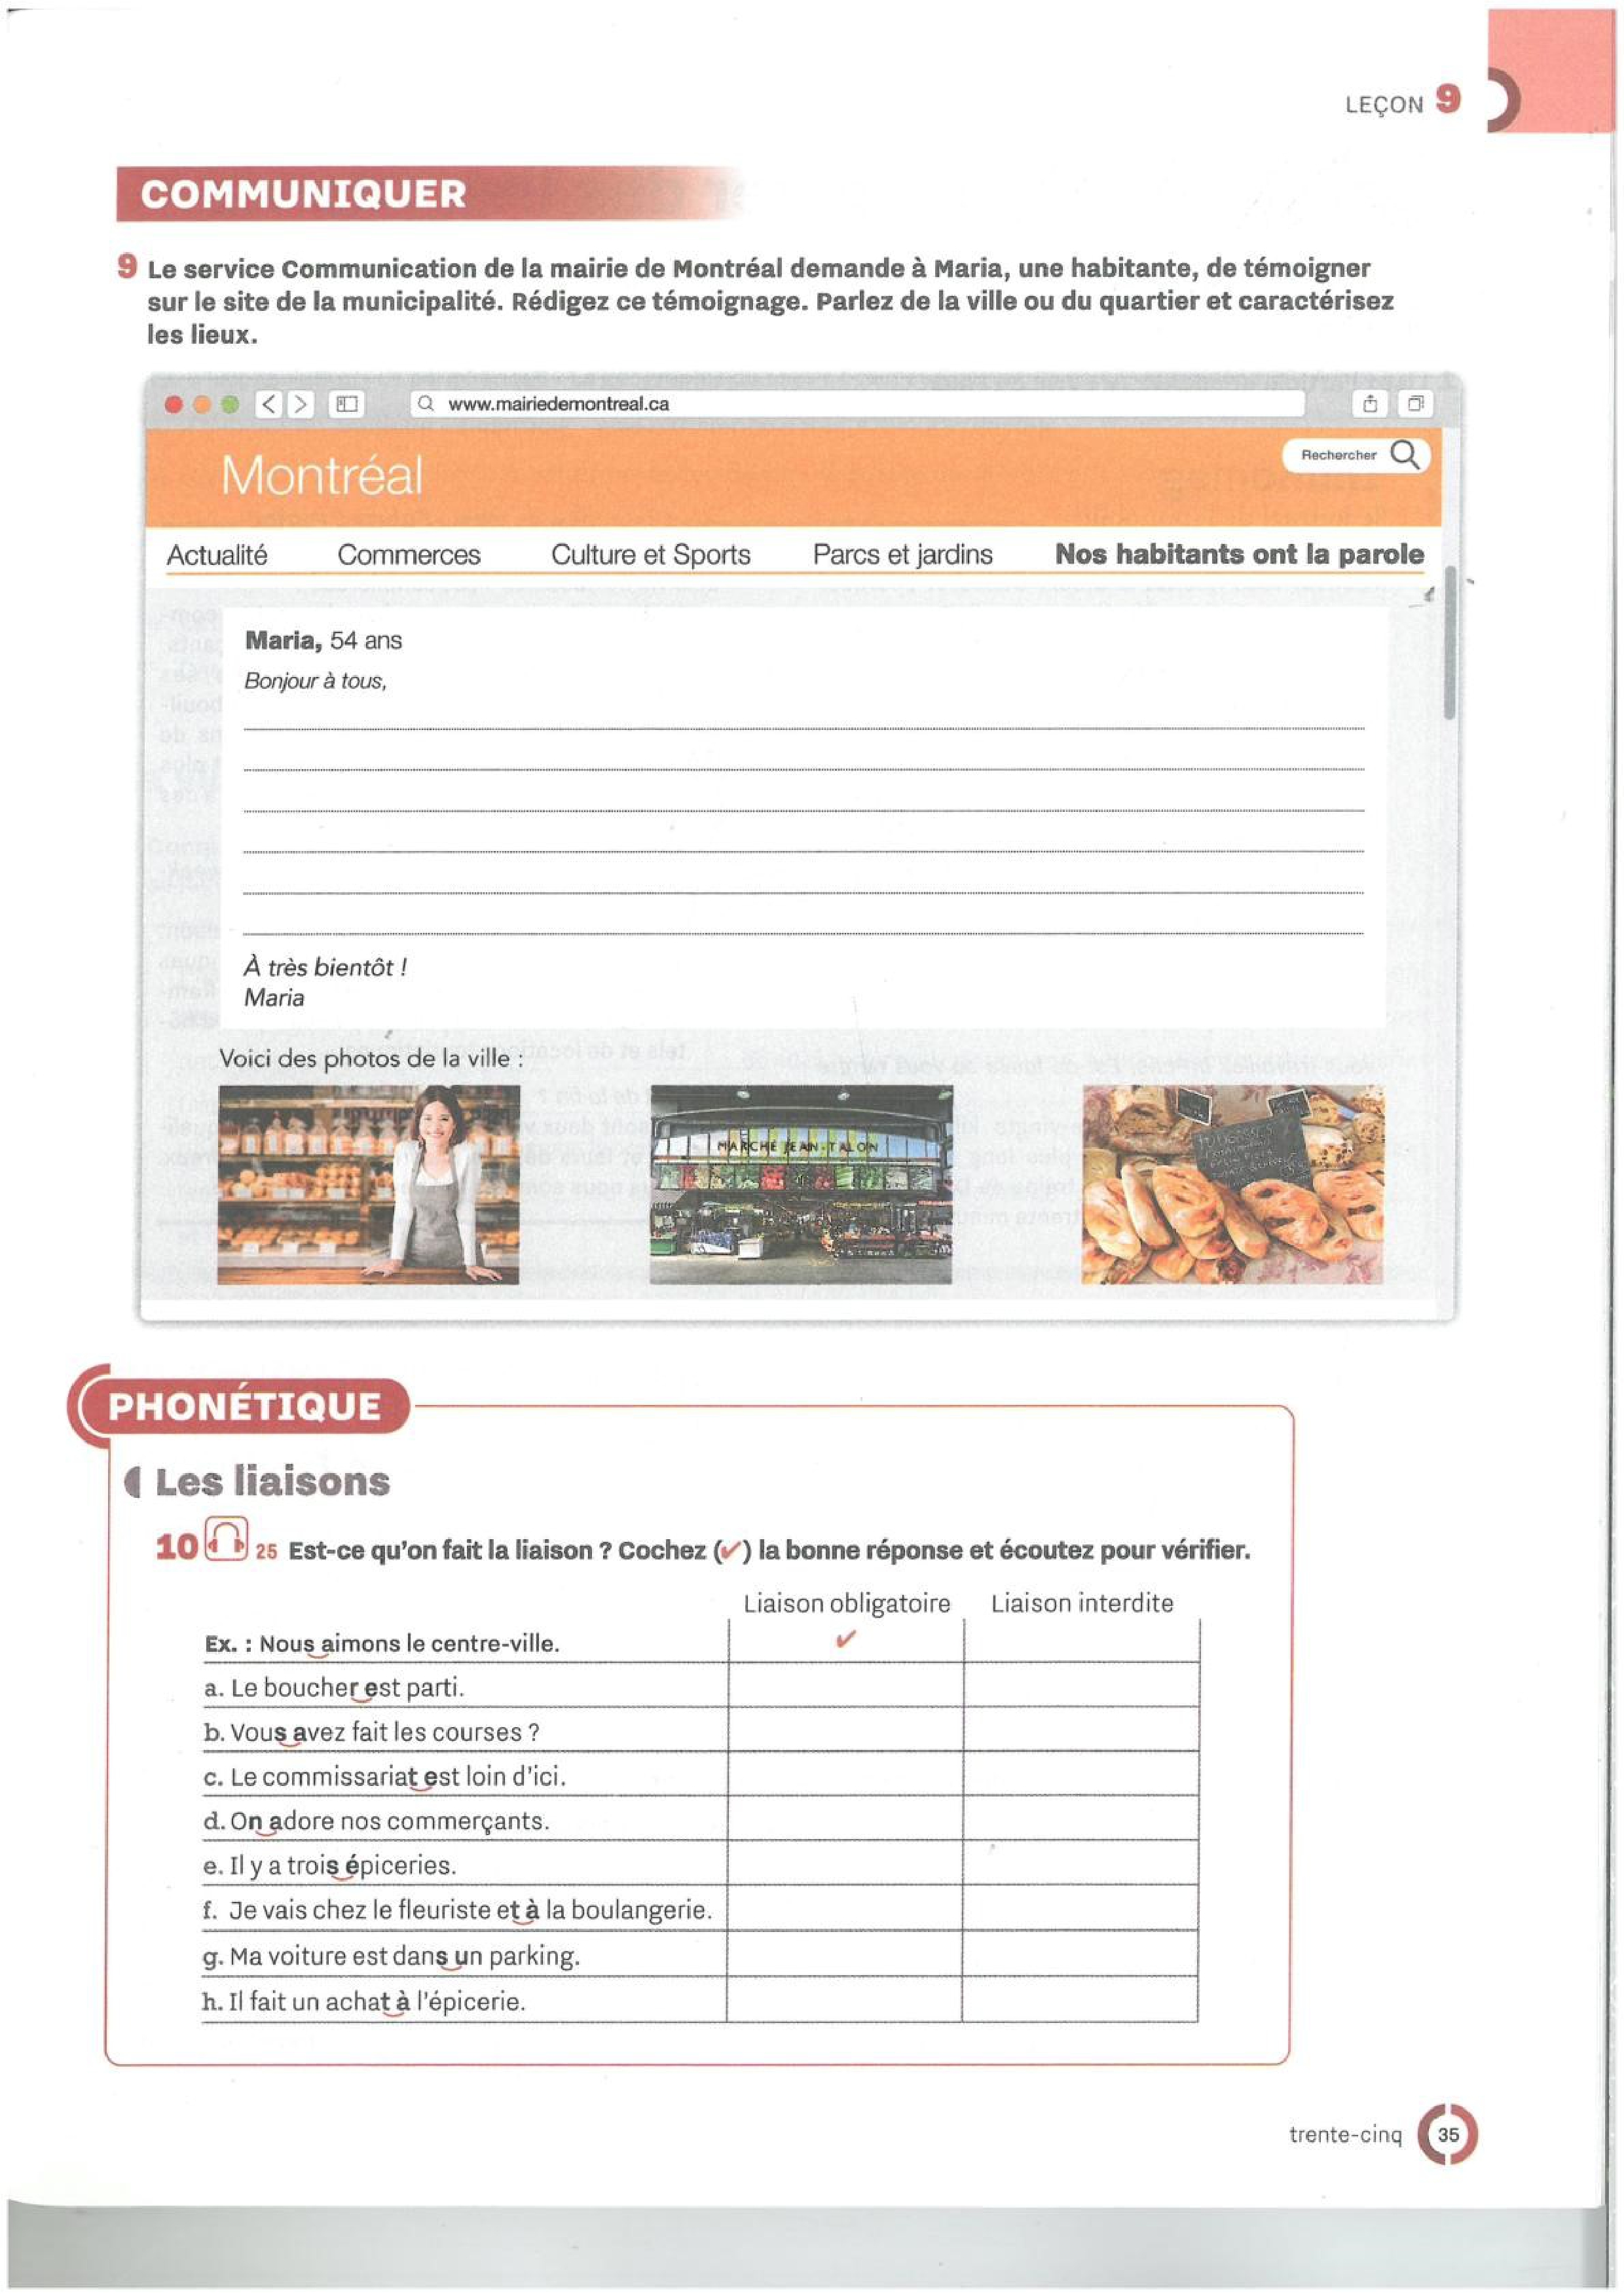 LEÇON 9
COMMUNIQUER
9 Le service Communication de la mairie de Montréal demande à Maria, une habitante, de témoigner
sur le site de la municipalité. Rédigez ce témoignage. Parlez de la ville ou du quartier et caractérisez
les lieux.
www.mairiedemontreal.ca
Montréal
Rechercher
Actualité Commerces Culture et Sports Parcs et jardins Nos habitants ont la parole
Maria, 54 ans
Bonjour à tous,
À très bientôt !
Maria
Voici des photos de la ville :
MARCHÉ JEAN-TALON
PHONÉTIQUE
Les liaisons
10 25 Est-ce qu'on fait la liaison ? Cochez (✔) la bonne réponse et écoutez pour vérifier.
Liaison obligatoire Liaison interdite
Ex. : Nous aimons le centre-ville. ✔
a. Le boucher est parti.
b. Vous avez fait les courses ?
c. Le commissariat est loin d'ici.
d. On adore nos commerçants.
e. Il y a trois épiceries.
f. Je vais chez le fleuriste et à la boulangerie.
g. Ma voiture est dans un parking.
h. Il fait un achat à l'épicerie.
trente-cinq 35